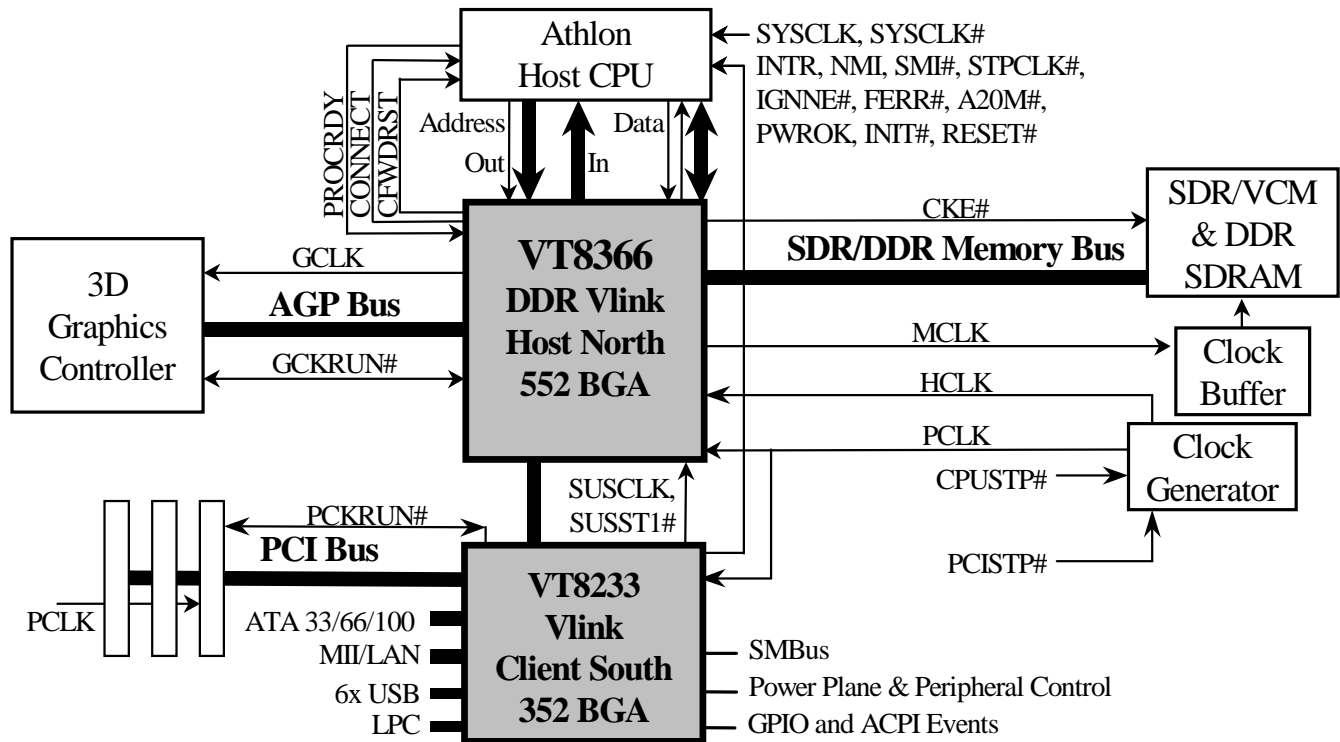 Athlon
Host CPU
SYSCLK, SYSCLK#
INTR, NMI, SMI#, STPCLK#,
IGNNE#, FERR#, A20M#,
PWROK, INIT#, RESET#
PROCRDY
CONNECT
CFWDRST
Address
Out
In
Data
3D
Graphics
Controller
GCLK
AGP Bus
GCKRUN#
VT8366
DDR Vlink
Host North
552 BGA
CKE#
SDR/DDR Memory Bus
SDR/VCM
& DDR
SDRAM
MCLK
Clock
Buffer
HCLK
PCLK
Clock
Generator
CPUSTP#
PCISTP#
SUSCLK,
SUSST1#
PCKRUN#
PCI Bus
PCLK
VT8233
Vlink
Client South
352 BGA
ATA 33/66/100
MII/LAN
6x USB
LPC
SMBus
Power Plane & Peripheral Control
GPIO and ACPI Events